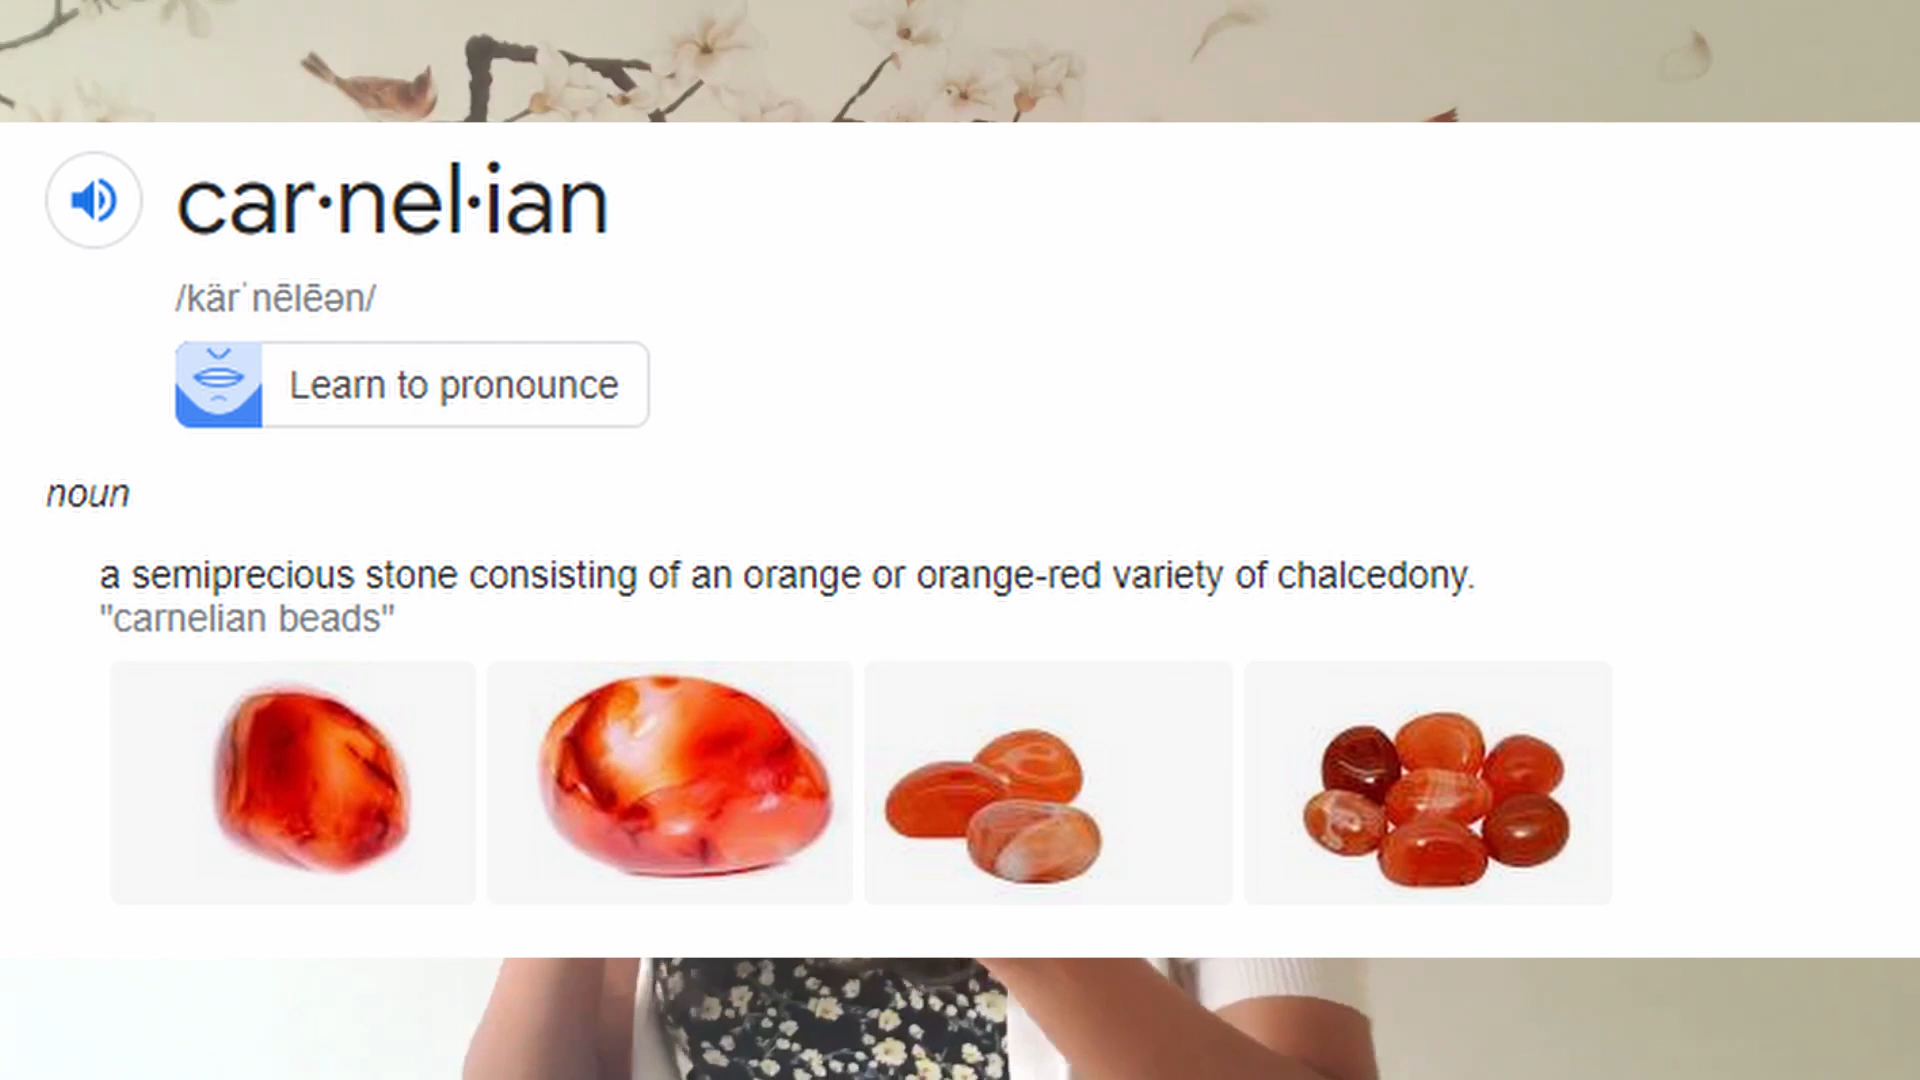 car·nel·ian
/kärˈnēlēən/
Learn to pronounce
noun
a semiprecious stone consisting of an orange or orange-red variety of chalcedony.
"carnelian beads"